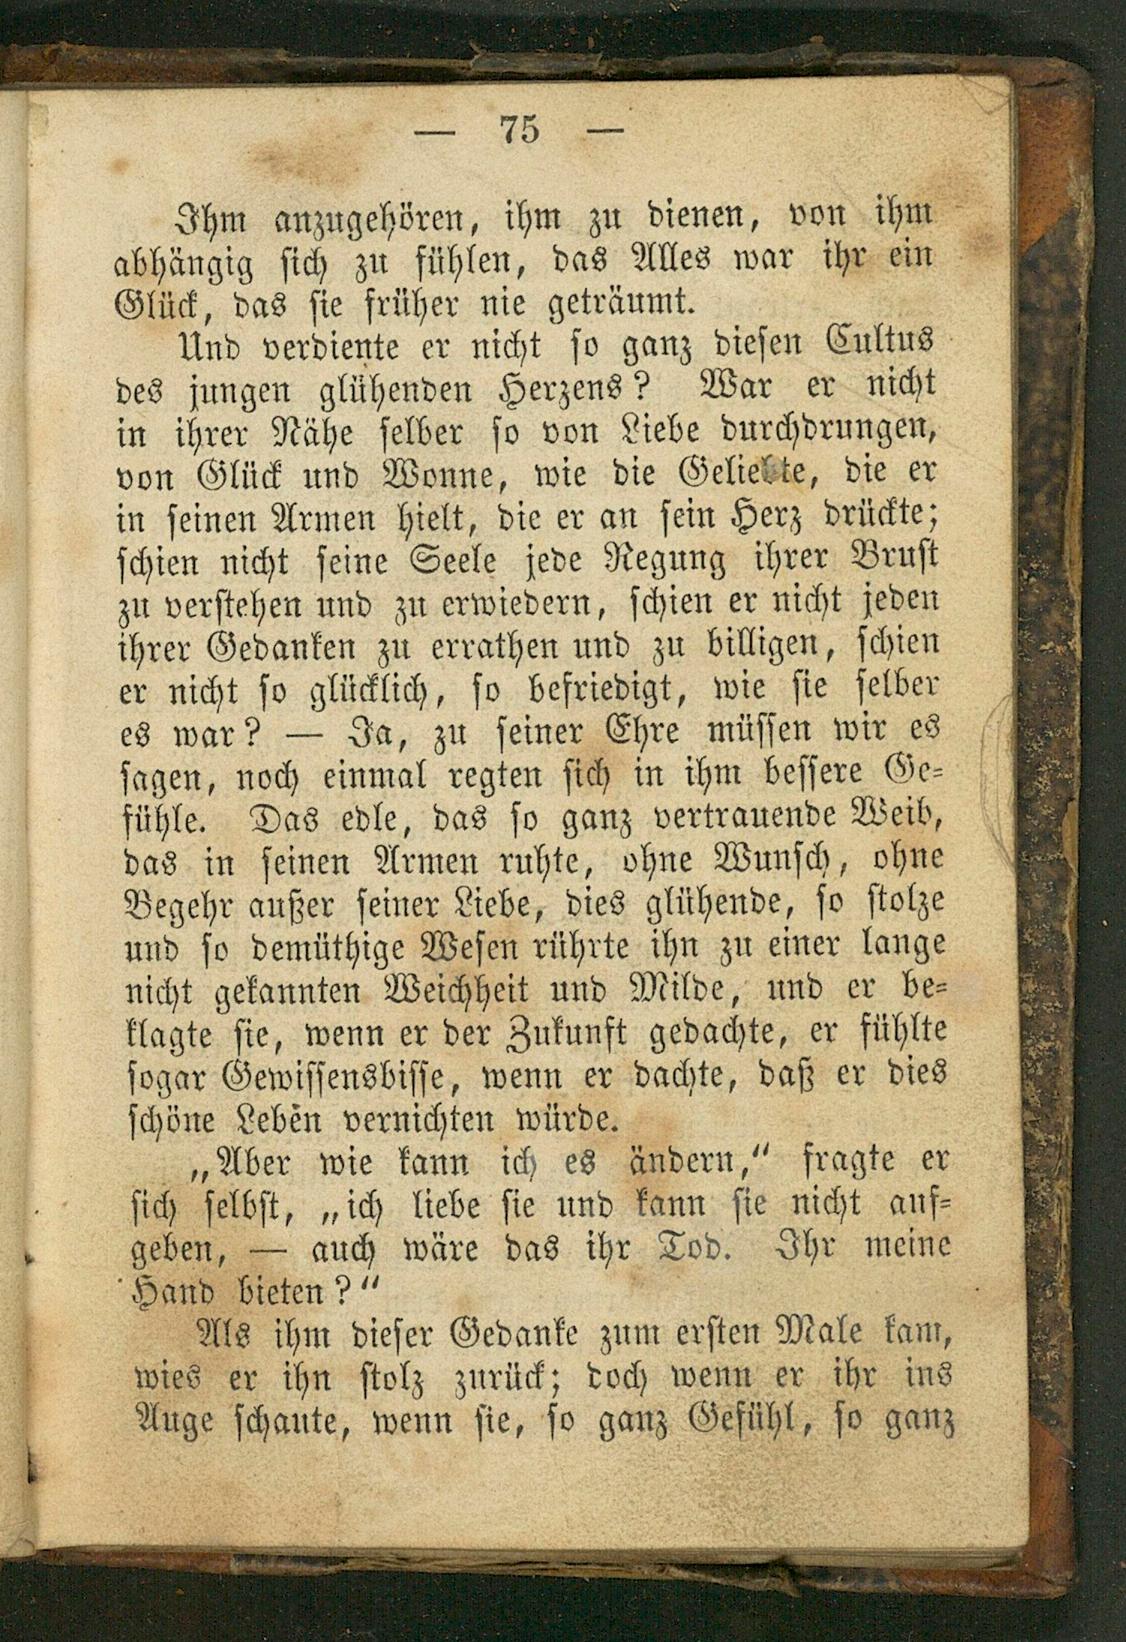 — 75 —
Ihm anzugehören, ihm zu dienen, von ihm
abhängig sich zu fühlen, das Alles war ihr ein
Glück, das sie früher nie geträumt.
Und verdiente er nicht so ganz diesen Cultus
des jungen glühenden Herzens? War er nicht
in ihrer Nähe selber so von Liebe durchdrungen,
von Glück und Wonne, wie die Geliebte, die er
in seinen Armen hielt, die er an sein Herz drückte;
schien nicht seine Seele jede Regung ihrer Brust
zu verstehen und zu erwiedern, schien er nicht jeden
ihrer Gedanken zu errathen und zu billigen, schien
er nicht so glücklich, so befriedigt, wie sie selber
es war? — Ja, zu seiner Ehre müssen wir es
sagen, noch einmal regten sich in ihm bessere Ge-
fühle. Das edle, das so ganz vertrauende Weib,
das in seinen Armen ruhte, ohne Wunsch, ohne
Begehr außer seiner Liebe, dies glühende, so stolze
und so demüthige Wesen rührte ihn zu einer lange
nicht gekannten Weichheit und Milde, und er be-
klagte sie, wenn er der Zukunft gedachte, er fühlte
sogar Gewissensbisse, wenn er dachte, daß er dies
schöne Leben vernichten würde.
„Aber wie kann ich es ändern,“ fragte er
sich selbst, „ich liebe sie und kann sie nicht auf-
geben, — auch wäre das ihr Tod. Ihr meine
Hand bieten?“
Als ihm dieser Gedanke zum ersten Male kam,
wies er ihn stolz zurück; doch wenn er ihr ins
Auge schaute, wenn sie, so ganz Gefühl, so ganz